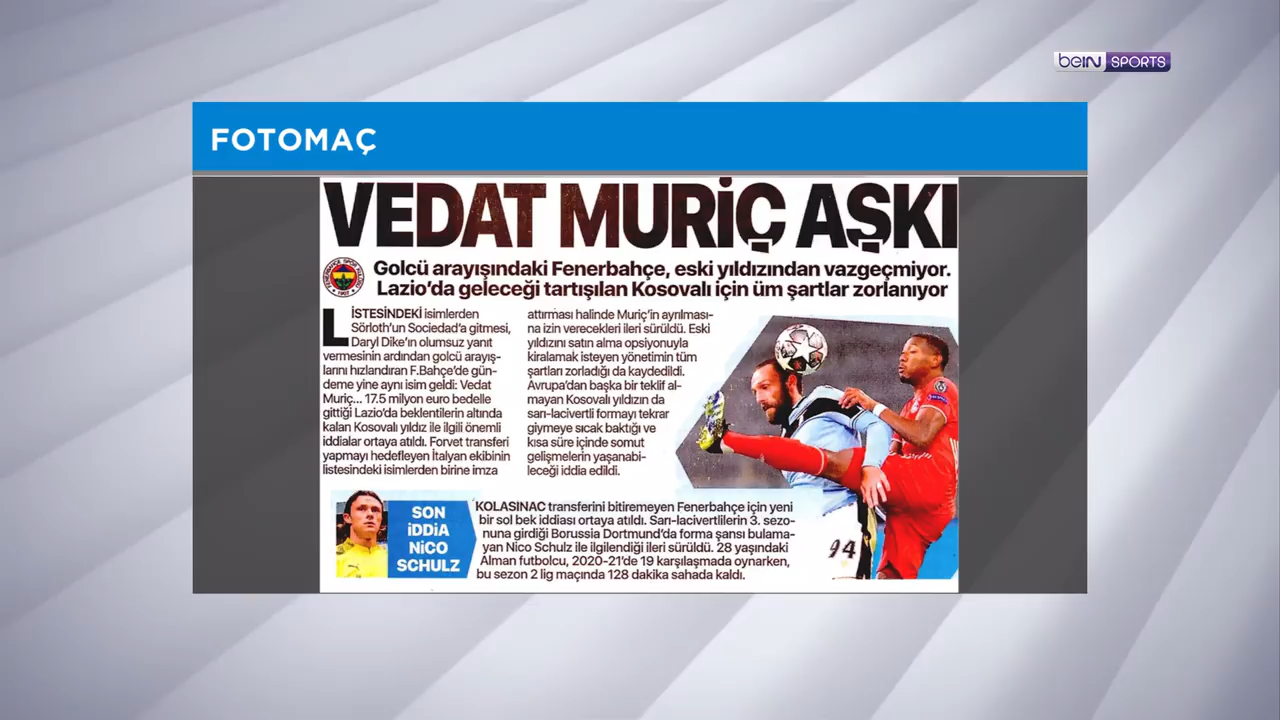 beIN SPORTS
FOTOMAÇ
VEDAT MURİÇ AŞKI
Golcü arayışındaki Fenerbahçe, eski yıldızından vazgeçmiyor.
Lazio’da geleceği tartışılan Kosovalı için üm şartlar zorlanıyor
LİSTESİNDEKİ isimlerden
Sörloth’un Sociedad’a gitmesi,
Daryl Dike’ın olumsuz yanıt
vermesinin ardından golcü arayış-
larını hızlandıran F.Bahçe’de gün-
deme yine aynı isim geldi: Vedat
Muriç... 17.5 milyon euro bedelle
gittiği Lazio’da beklentilerin altında
kalan Kosovalı yıldız ile ilgili önemli
iddialar ortaya atıldı. Forvet transferi
yapmayı hedefleyen İtalyan ekibinin
listesindeki isimlerden birine imza
attırması halinde Muriç’in ayrılması-
na izin verecekleri ileri sürüldü. Eski
yıldızını satın alma opsiyonuyla
kiralamak isteyen yönetimin tüm
şartları zorladığı da kaydedildi.
Avrupa’dan başka bir teklif al-
mayan Kosovalı yıldızın da
sarı-lacivertli formayı tekrar
giymeye sıcak baktığı ve
kısa süre içinde somut
gelişmelerin yaşanabi-
leceği iddia edildi.
94
SON
İDDİA
NİCO
SCHULZ
KOLASINAC transferini bitiremeyen Fenerbahçe için yeni
bir sol bek iddiası ortaya atıldı. Sarı-lacivertlilerin 3. sezo-
nuna girdiği Borussia Dortmund’da forma şansı bulama-
yan Nico Schulz ile ilgilendiği ileri sürüldü. 28 yaşındaki
Alman futbolcu, 2020-21’de 19 karşılaşmada oynarken,
bu sezon 2 lig maçında 128 dakika sahada kaldı.